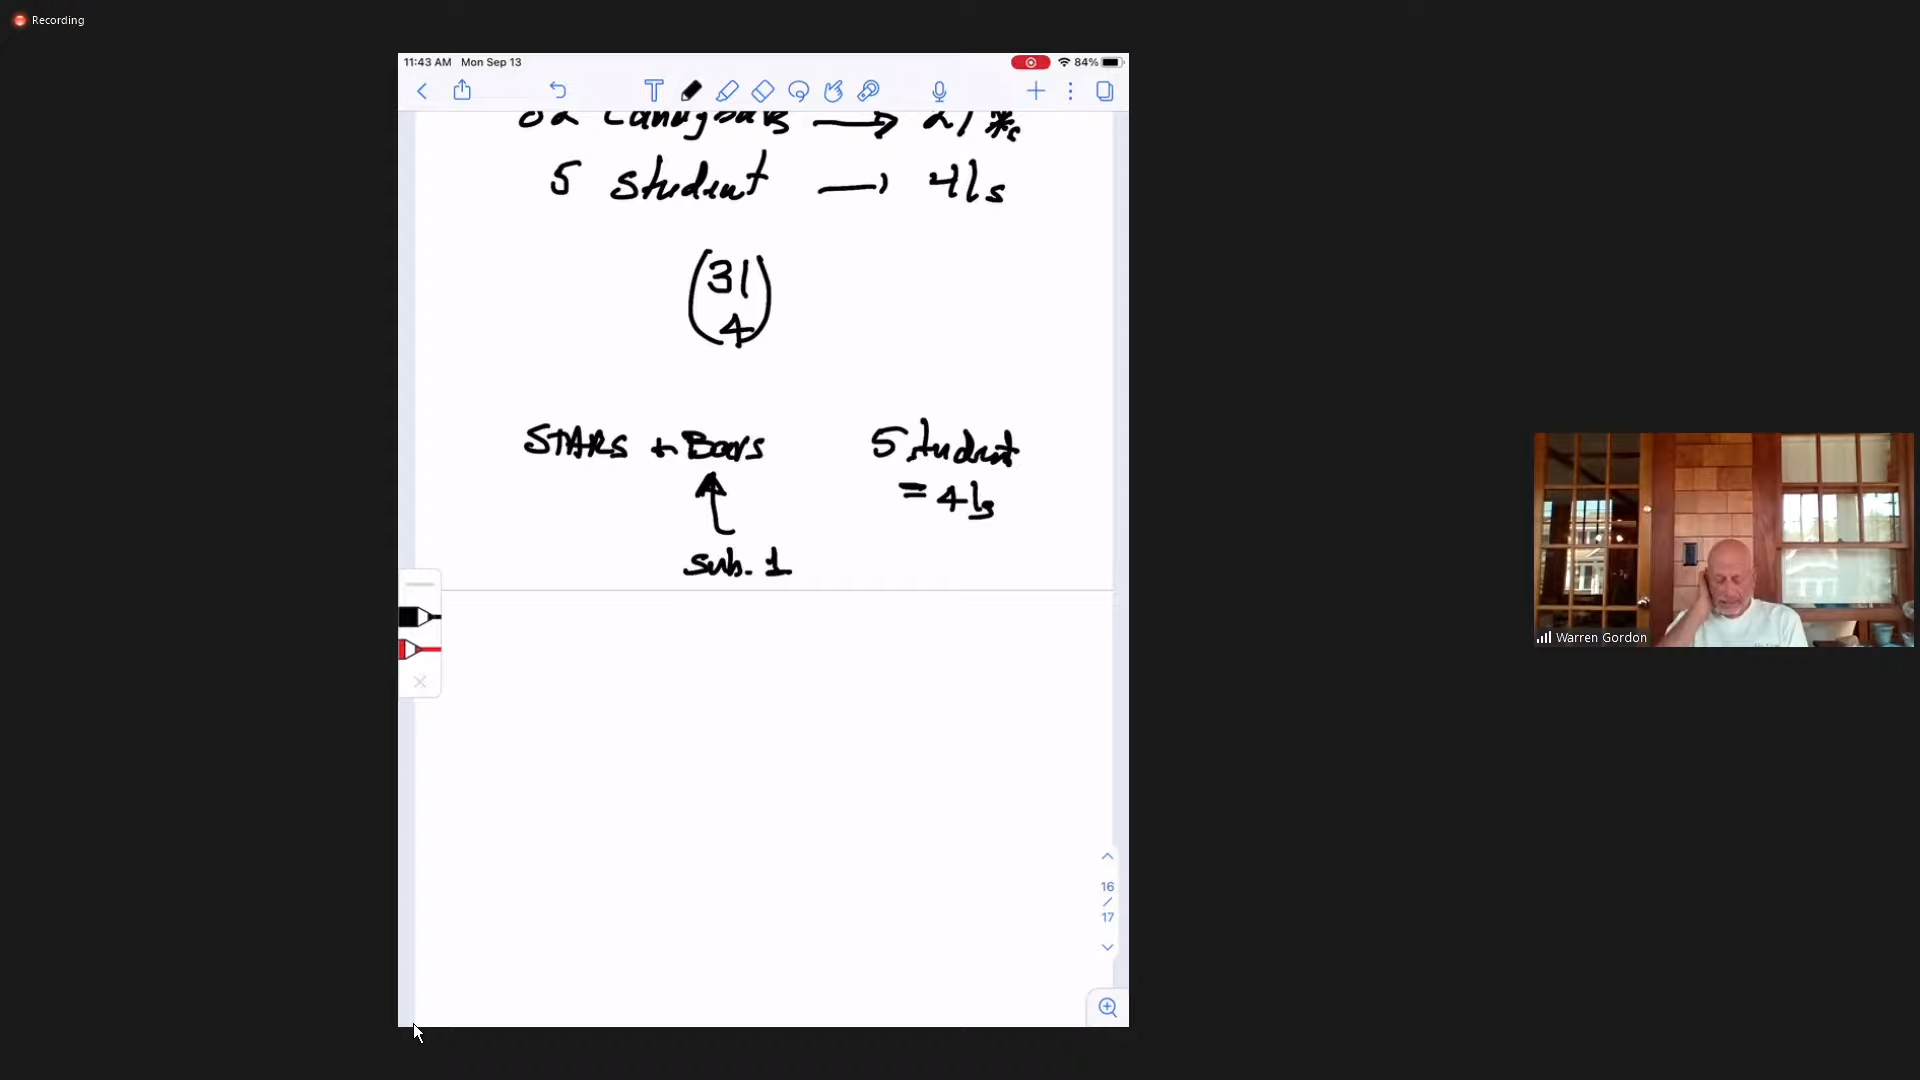 Recording
11:43 AM Mon Sep 13 84%
T
→ *s
5 student → 4 |s
(31
4)
STARS + Bars 5 student
= 4 |s
sub. 1
16
/
17
Warren Gordon